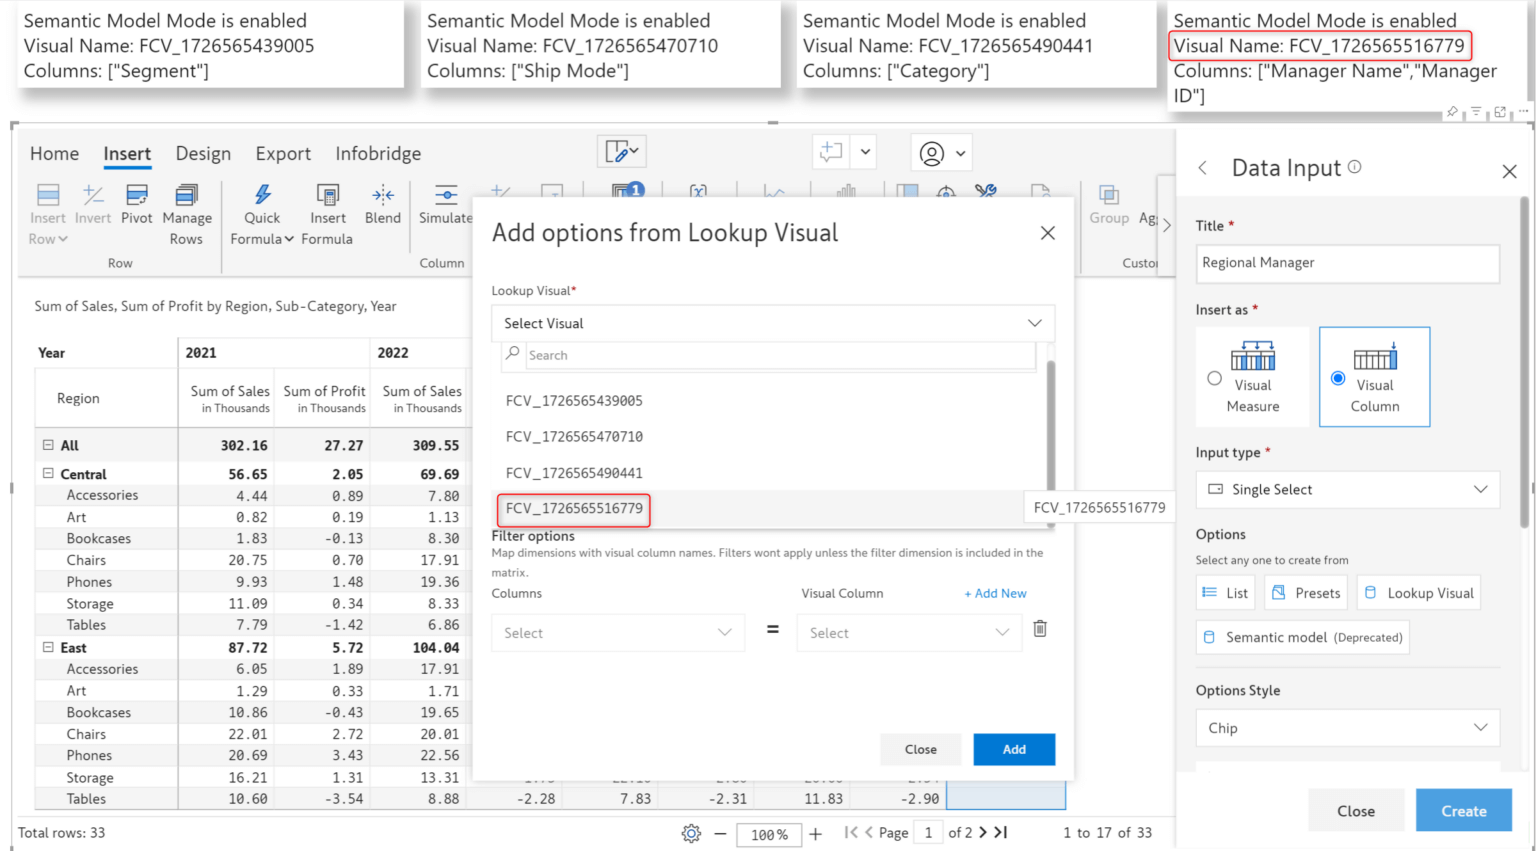 Semantic Model Mode is enabled
Visual Name: FCV_1726565439005
Columns: ["Segment"]
Semantic Model Mode is enabled
Visual Name: FCV_1726565470710
Columns: ["Ship Mode"]
Semantic Model Mode is enabled
Visual Name: FCV_1726565490441
Columns: ["Category"]
Semantic Model Mode is enabled
Visual Name: FCV_1726565516779
Columns: ["Manager Name","Manager
ID"]
Home Insert Design Export Infobridge
Insert Row
Invert
Pivot
Manage Rows
Row
Quick Formula
Insert Formula
Blend
Simulate
Column
1
Group
Custo
Sum of Sales, Sum of Profit by Region, Sub-Category, Year
Year 2021 2022
Region Sum of Sales in Thousands Sum of Profit in Thousands Sum of Sales in Thousands
All 302.16 27.27 309.55
Central 56.65 2.05 69.69
Accessories 4.44 0.89 7.80
Art 0.82 0.19 1.13
Bookcases 1.83 -0.13 8.30
Chairs 20.75 0.70 17.91
Phones 9.93 1.48 19.36
Storage 11.09 0.34 8.33
Tables 7.79 -1.42 6.86
East 87.72 5.72 104.04
Accessories 6.05 1.89 17.91
Art 1.29 0.33 1.71
Bookcases 10.86 -0.43 19.65
Chairs 22.01 2.72 20.01
Phones 20.69 3.43 22.56
Storage 16.21 1.31 13.31
Tables 10.60 -3.54 8.88 -2.28 7.83 -2.31 11.83 -2.90
Total rows: 33
100%
Page 1 of 2
1 to 17 of 33
Add options from Lookup Visual
Lookup Visual*
Select Visual
Search
FCV_1726565439005
FCV_1726565470710
FCV_1726565490441
FCV_1726565516779
FCV_1726565516779
Filter options
Map dimensions with visual column names. Filters wont apply unless the filter dimension is included in the
matrix.
Columns Visual Column + Add New
Select = Select
Close Add
Data Input
Title *
Regional Manager
Insert as *
Visual Measure
Visual Column
Input type *
Single Select
Options
Select any one to create from
List Presets Lookup Visual
Semantic model (Deprecated)
Options Style
Chip
Close Create